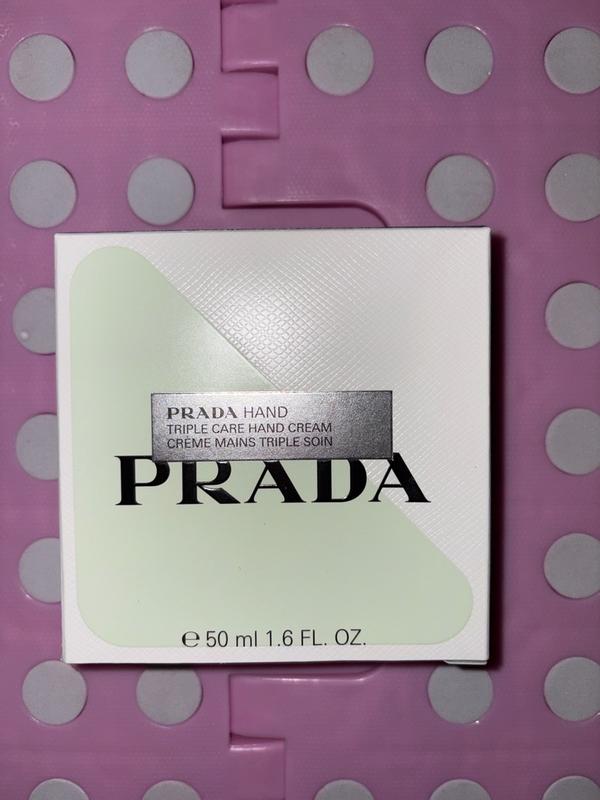 PRADA HAND
TRIPLE CARE HAND CREAM
CRÈME MAINS TRIPLE SOIN
PRADA
℮ 50 ml 1.6 FL. OZ.